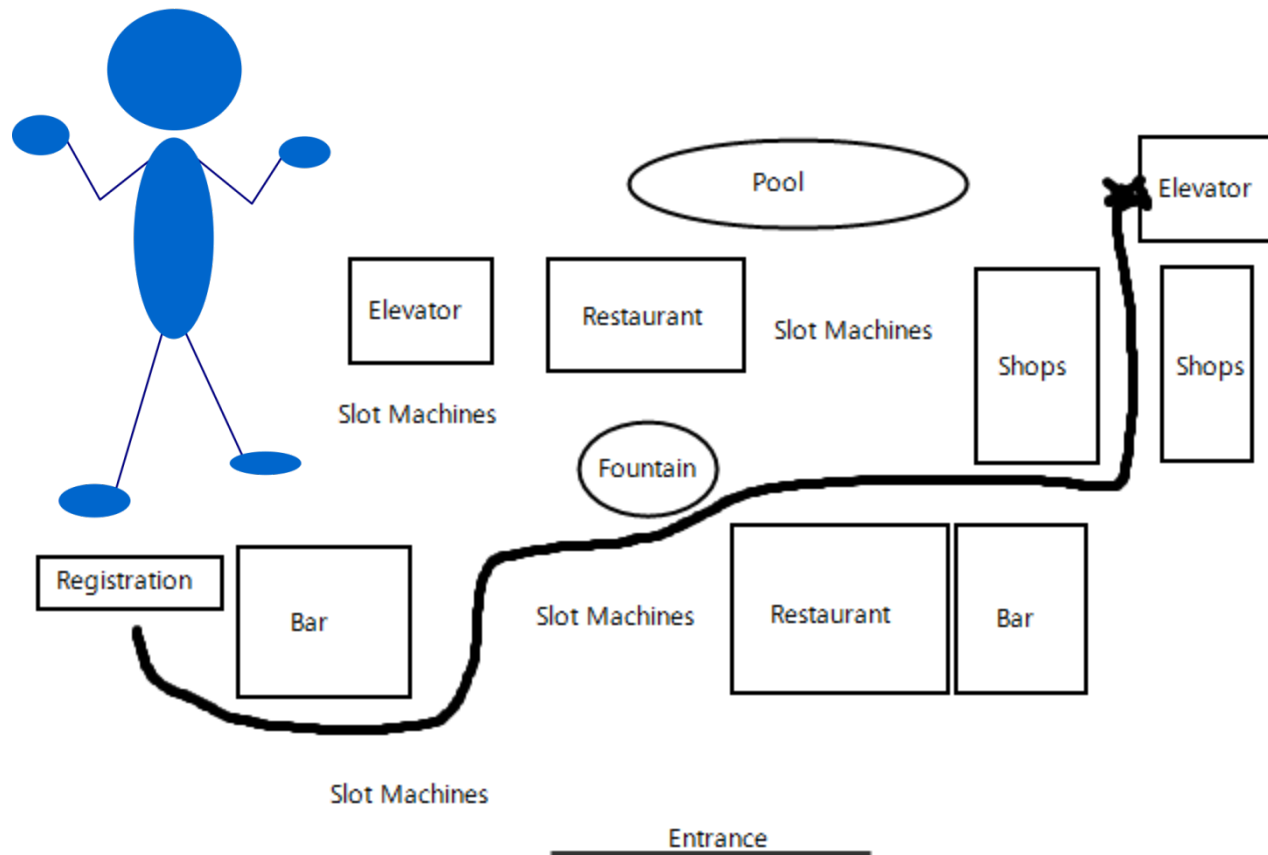 Pool
Elevator
Elevator
Restaurant
Slot Machines
Shops
Shops
Slot Machines
Fountain
Registration
Bar
Slot Machines
Restaurant
Bar
Slot Machines
Entrance